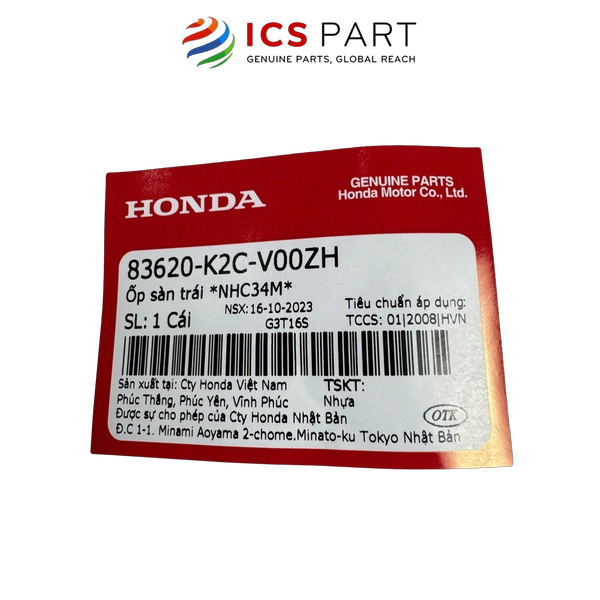 ICS PART
GENUINE PARTS, GLOBAL REACH
HONDA
GENUINE PARTS
Honda Motor Co., Ltd.
83620-K2C-V00ZH
Ốp sàn trái *NHC34M*
NSX: 16-10-2023
Tiêu chuẩn áp dụng:
SL: 1 Cái
G3T16S
TCCS: 01|2008|HVN
Sản xuất tại: Cty Honda Việt Nam
TSKT:
Phúc Thắng, Phúc Yên, Vĩnh Phúc
Nhựa
Được sự cho phép của Cty Honda Nhật Bản
OTK
Đ.C 1-1. Minami Aoyama 2-chome.Minato-ku Tokyo Nhật Bản